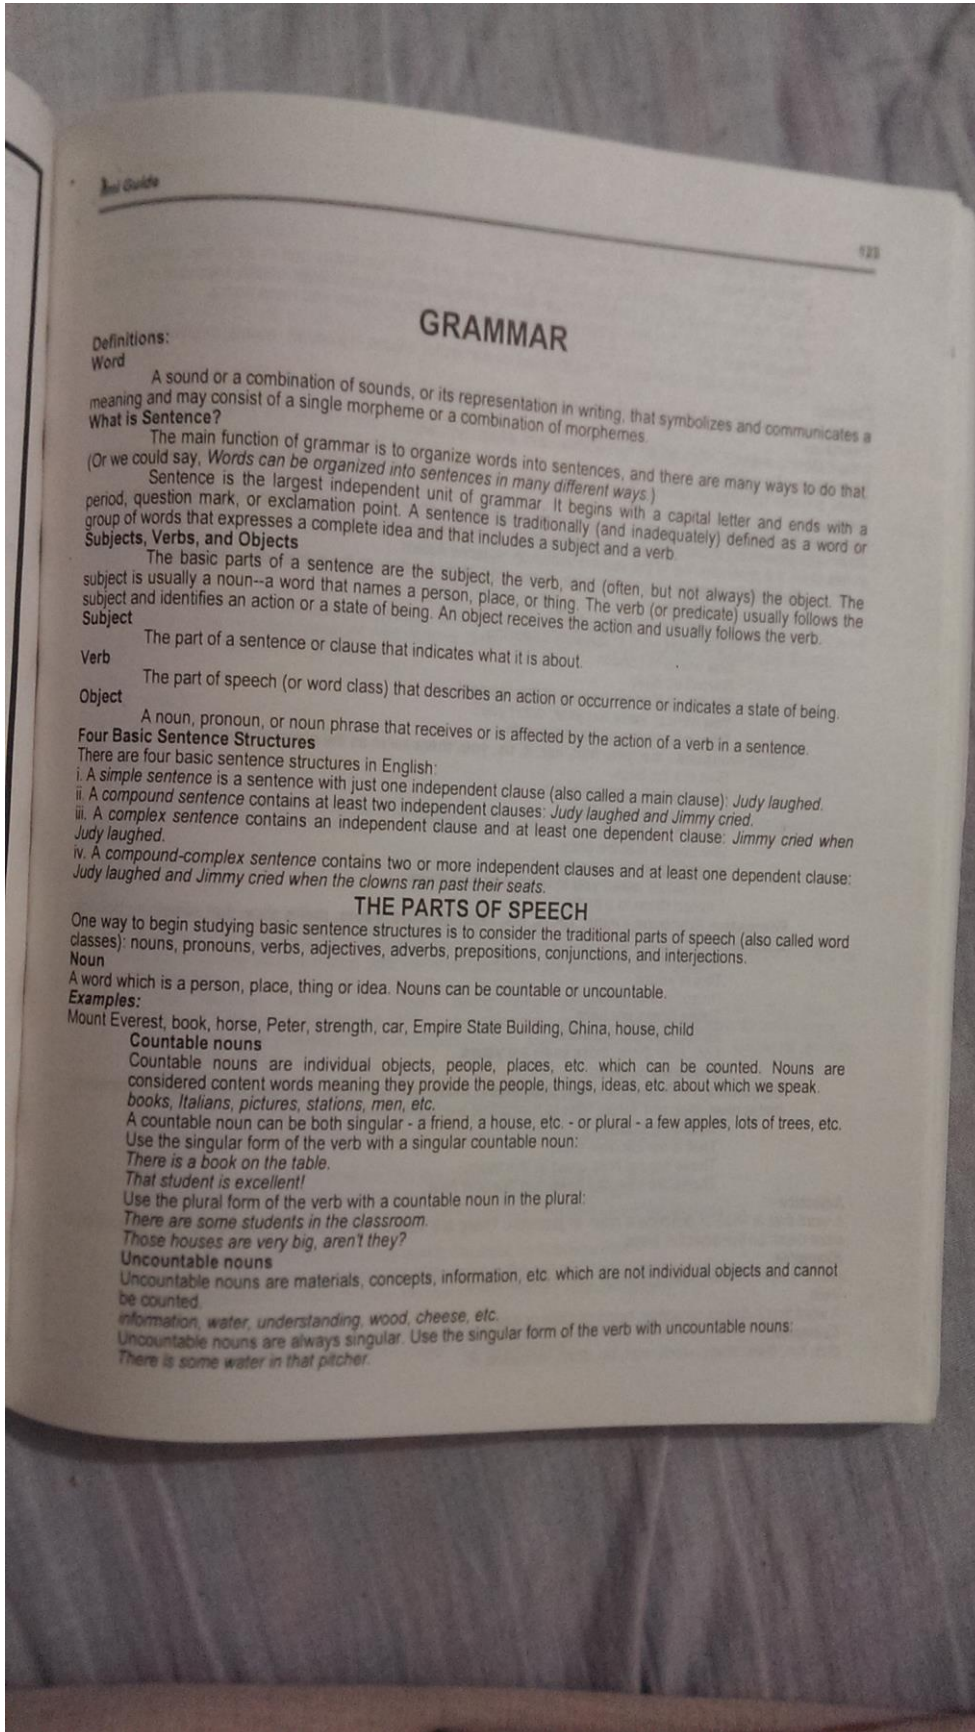 Guide
123
GRAMMAR
Definitions:
Word
A sound or a combination of sounds, or its representation in writing, that symbolizes and communicates a
meaning and may consist of a single morpheme or a combination of morphemes.
What is Sentence?
The main function of grammar is to organize words into sentences, and there are many ways to do that.
(Or we could say, Words can be organized into sentences in many different ways.)
Sentence is the largest independent unit of grammar. It begins with a capital letter and ends with a
period, question mark, or exclamation point. A sentence is traditionally (and inadequately) defined as a word or
group of words that expresses a complete idea and that includes a subject and a verb.
Subjects, Verbs, and Objects
The basic parts of a sentence are the subject, the verb, and (often, but not always) the object. The
subject is usually a noun--a word that names a person, place, or thing. The verb (or predicate) usually follows the
subject and identifies an action or a state of being. An object receives the action and usually follows the verb.
Subject
The part of a sentence or clause that indicates what it is about.
Verb
The part of speech (or word class) that describes an action or occurrence or indicates a state of being.
Object
A noun, pronoun, or noun phrase that receives or is affected by the action of a verb in a sentence.
Four Basic Sentence Structures
There are four basic sentence structures in English:
i. A simple sentence is a sentence with just one independent clause (also called a main clause): Judy laughed.
ii. A compound sentence contains at least two independent clauses: Judy laughed and Jimmy cried.
iii. A complex sentence contains an independent clause and at least one dependent clause: Jimmy cried when
Judy laughed.
iv. A compound-complex sentence contains two or more independent clauses and at least one dependent clause:
Judy laughed and Jimmy cried when the clowns ran past their seats.
THE PARTS OF SPEECH
One way to begin studying basic sentence structures is to consider the traditional parts of speech (also called word
classes): nouns, pronouns, verbs, adjectives, adverbs, prepositions, conjunctions, and interjections.
Noun
A word which is a person, place, thing or idea. Nouns can be countable or uncountable.
Examples:
Mount Everest, book, horse, Peter, strength, car, Empire State Building, China, house, child
Countable nouns
Countable nouns are individual objects, people, places, etc. which can be counted. Nouns are
considered content words meaning they provide the people, things, ideas, etc. about which we speak.
books, Italians, pictures, stations, men, etc.
A countable noun can be both singular - a friend, a house, etc. - or plural - a few apples, lots of trees, etc.
Use the singular form of the verb with a singular countable noun:
There is a book on the table.
That student is excellent!
Use the plural form of the verb with a countable noun in the plural:
There are some students in the classroom.
Those houses are very big, aren't they?
Uncountable nouns
Uncountable nouns are materials, concepts, information, etc. which are not individual objects and cannot
be counted.
information, water, understanding, wood, cheese, etc.
Uncountable nouns are always singular. Use the singular form of the verb with uncountable nouns:
There is some water in that pitcher.